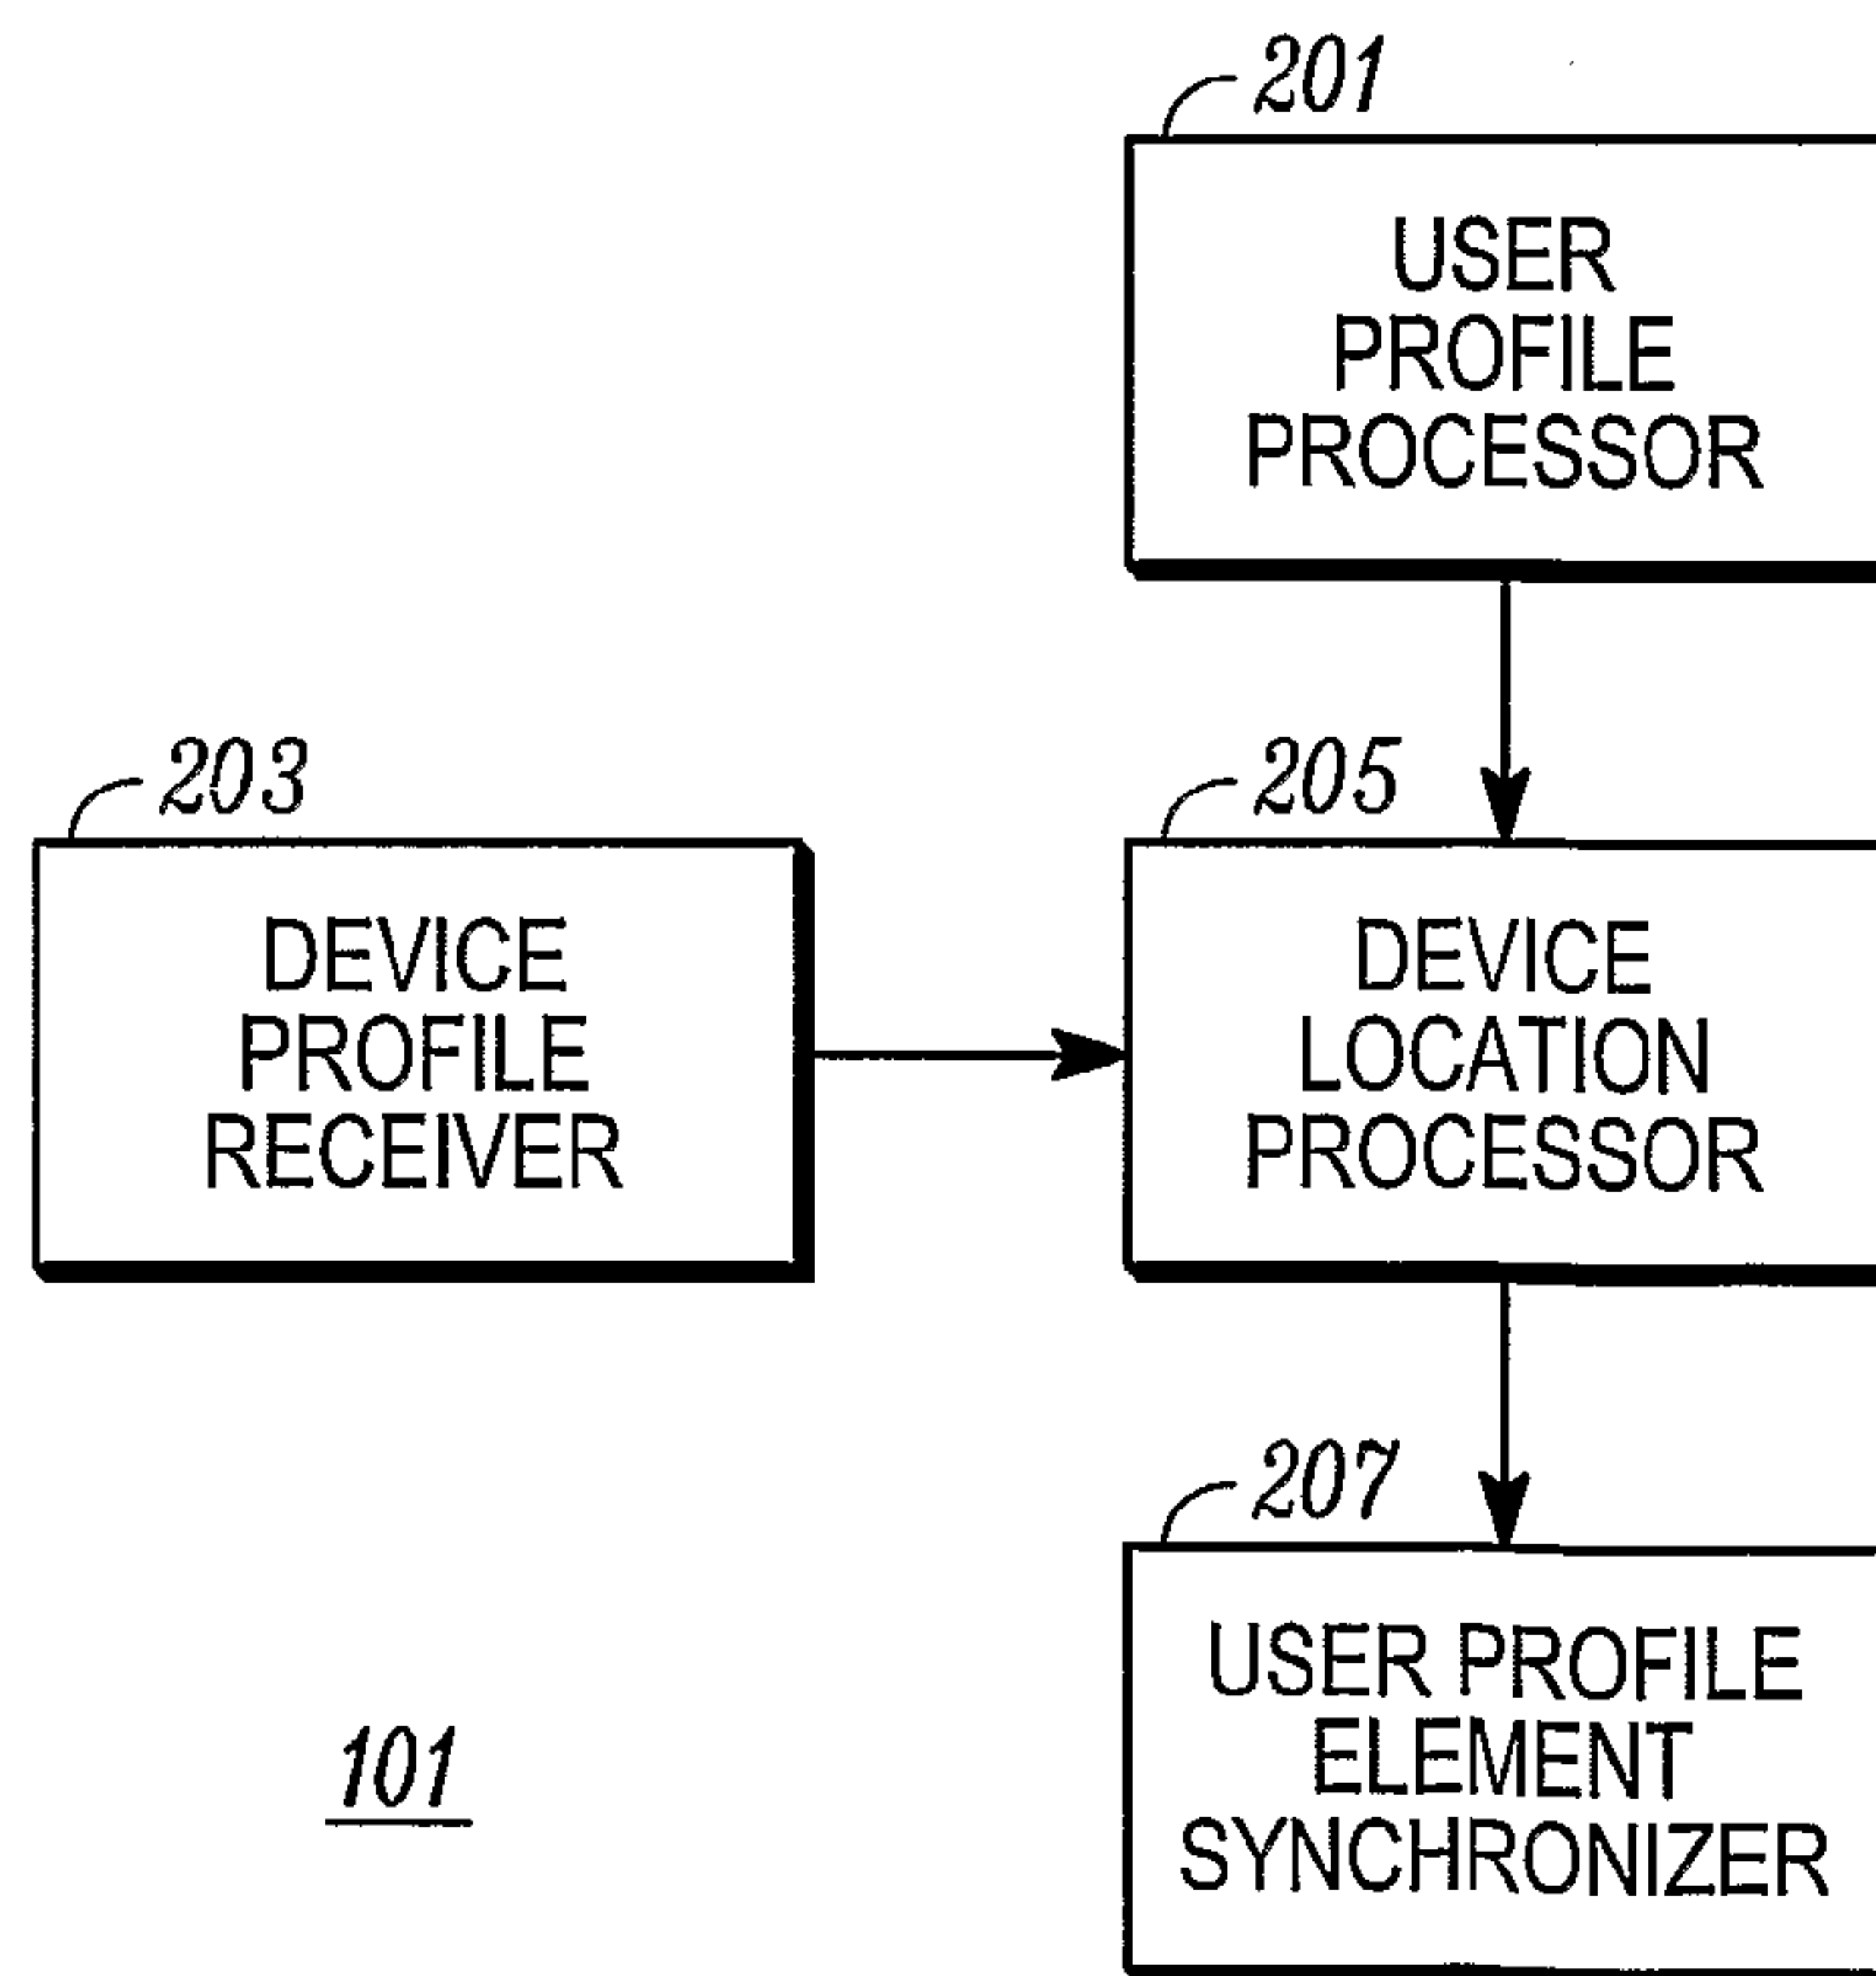 201
USER
PROFILE
PROCESSOR
203
DEVICE
PROFILE
RECEIVER
205
DEVICE
LOCATION
PROCESSOR
207
USER PROFILE
ELEMENT
SYNCHRONIZER
101